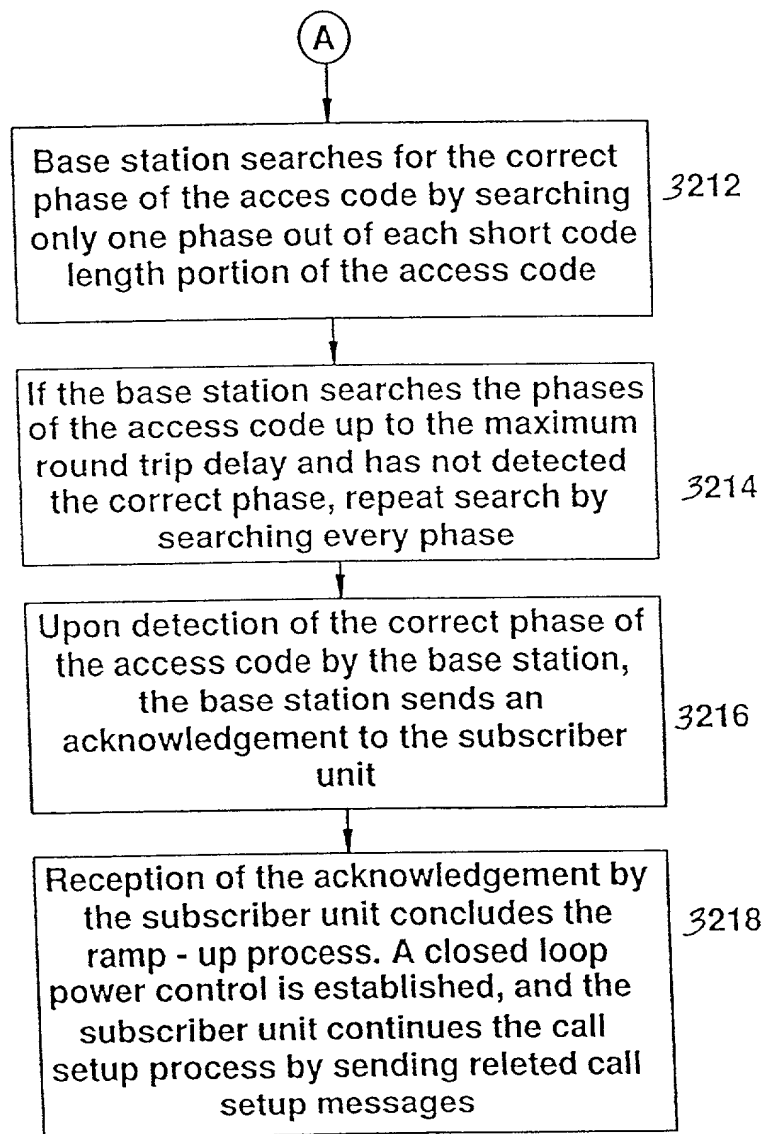 A
Base station searches for the correct
phase of the acces code by searching
only one phase out of each short code
length portion of the access code
3212
If the base station searches the phases
of the access code up to the maximum
round trip delay and has not detected
the correct phase, repeat search by
searching every phase
3214
Upon detection of the correct phase of
the access code by the base station,
the base station sends an
acknowledgement to the subscriber
unit
3216
Reception of the acknowledgement by
the subscriber unit concludes the
ramp - up process. A closed loop
power control is established, and the
subscriber unit continues the call
setup process by sending releted call
setup messages
3218